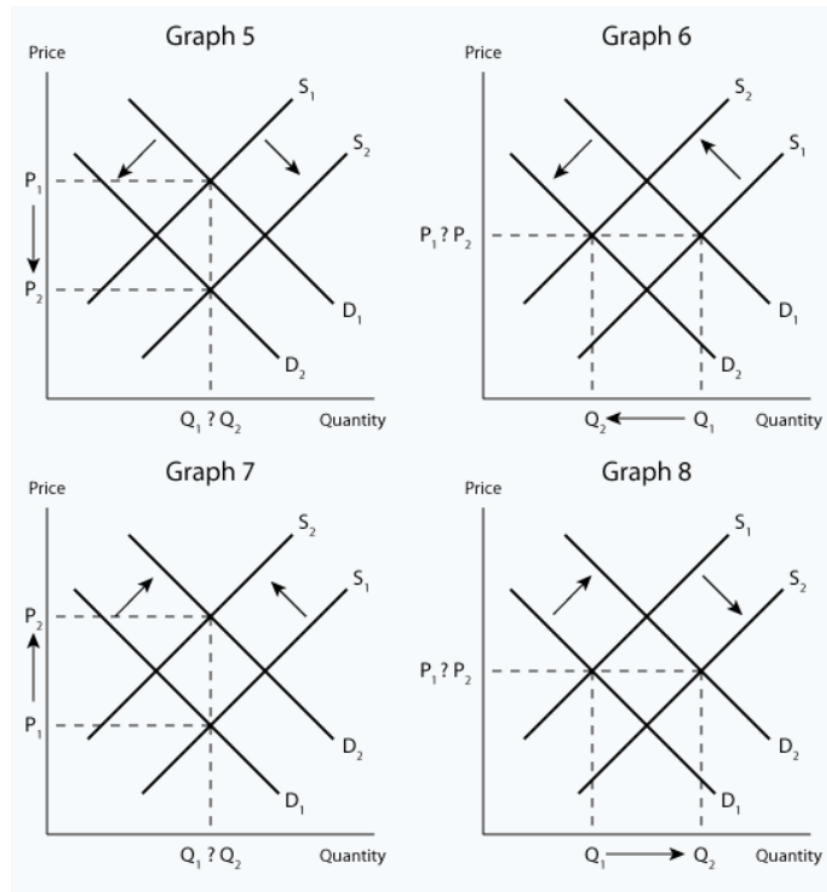 Graph 5
Price
S₁
S₂
P₁
P₂
D₁
D₂
Q₁ ? Q₂
Quantity
Graph 6
Price
S₂
S₁
P₁ ? P₂
D₁
D₂
Q₂
Q₁
Quantity
Graph 7
Price
S₂
S₁
P₂
P₁
D₂
D₁
Q₁ ? Q₂
Quantity
Graph 8
Price
S₁
S₂
P₁ ? P₂
D₂
D₁
Q₁
Q₂
Quantity